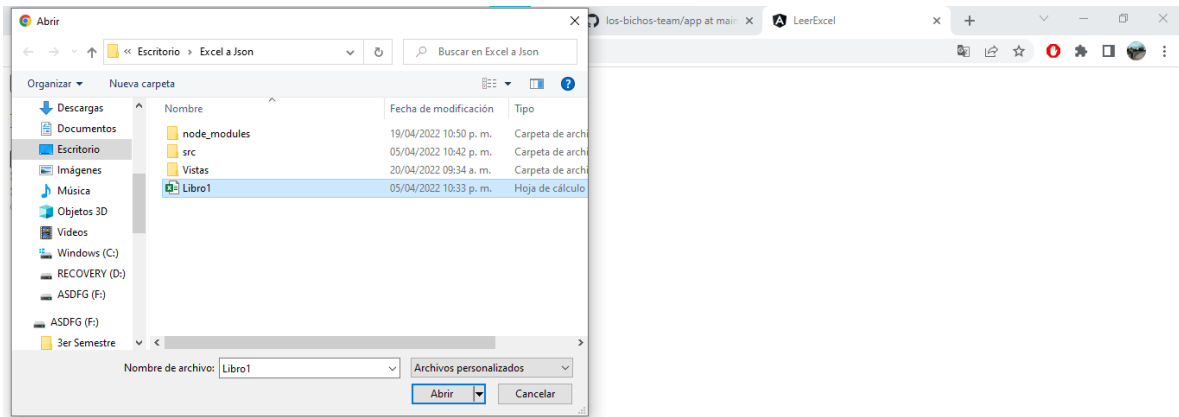 Abrir
los-bichos-team/app at main
LeerExcel
« Escritorio › Excel a Json
Buscar en Excel a Json
Organizar
Nueva carpeta
Nombre
Fecha de modificación
Tipo
Descargas
Documentos
Escritorio
Imágenes
Música
Objetos 3D
Videos
Windows (C:)
RECOVERY (D:)
ASDFG (F:)
ASDFG (F:)
3er Semestre
node_modules 19/04/2022 10:50 p. m. Carpeta de archi
src 05/04/2022 10:42 p. m. Carpeta de archi
Vistas 20/04/2022 09:34 a. m. Carpeta de archi
Libro1 05/04/2022 10:33 p. m. Hoja de cálculo
Nombre de archivo: Libro1
Archivos personalizados
Abrir
Cancelar